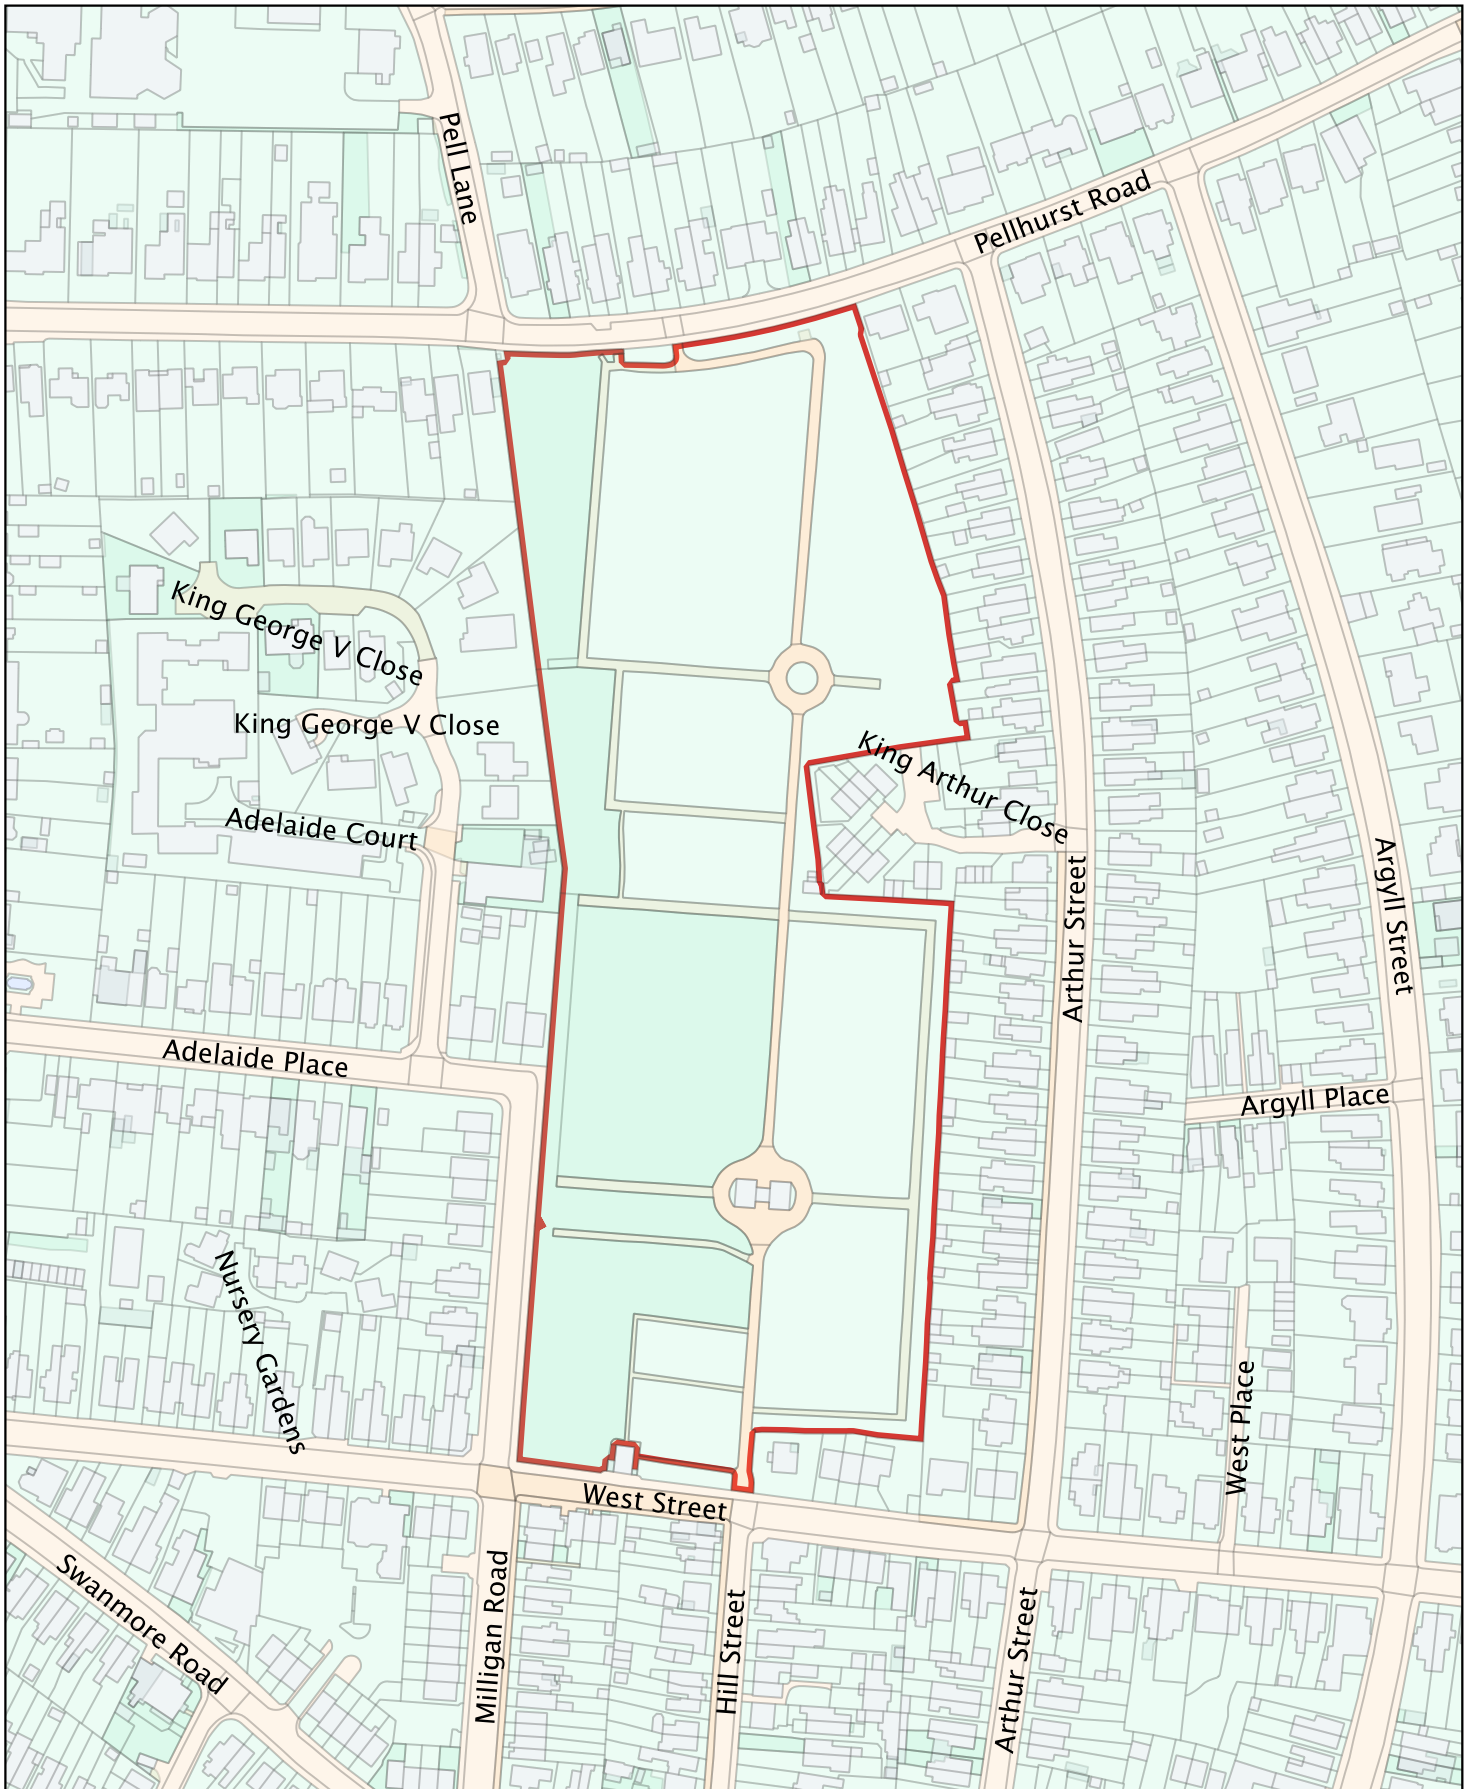 Pell Lane
Pellhurst Road
King George V Close
King George V Close
King Arthur Close
Adelaide Court
Argyll Street
Arthur Street
Adelaide Place
Argyll Place
Nursery Gardens
West Place
West Street
Swanmore Road
Milligan Road
Hill Street
Arthur Street